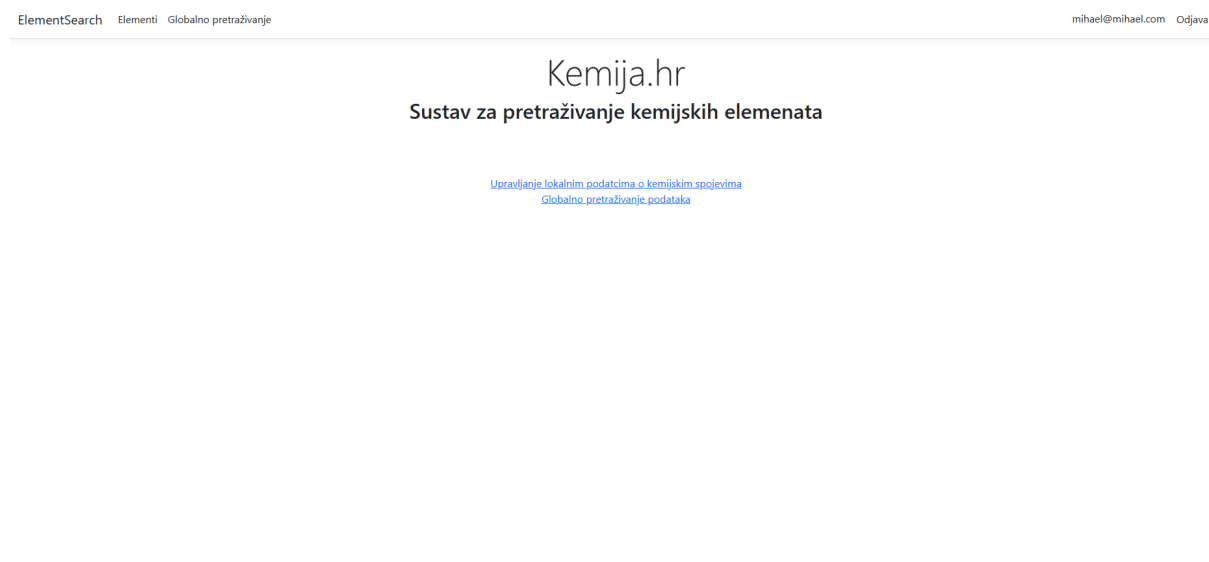 ElementSearch Elementi Globalno pretraživanje mihael@mihael.com Odjava
Kemija.hr
Sustav za pretraživanje kemijskih elemenata
Upravljanje lokalnim podatcima o kemijskim spojevima
Globalno pretraživanje podataka